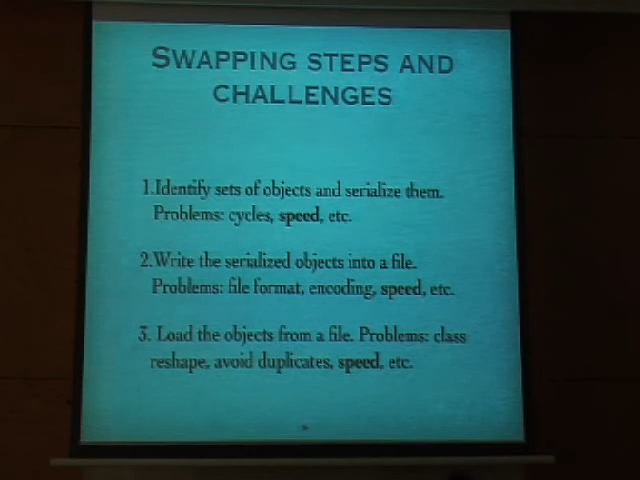 SWAPPING STEPS AND
CHALLENGES
1.Identify sets of objects and serialize them.
Problems: cycles, speed, etc.
2.Write the serialized objects into a file.
Problems: file format, encoding, speed, etc.
3. Load the objects from a file. Problems: class
reshape, avoid duplicates, speed, etc.